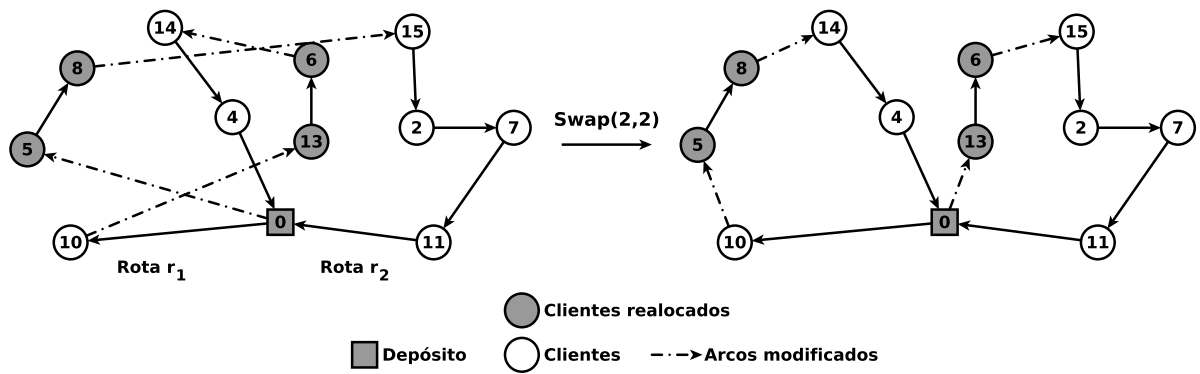 14 15
8 6
4 2 7
5 13
10 0 11
Rota r1 Rota r2
Swap(2,2)
14 15
8 6
4 2 7
5 13
10 0 11
Clientes realocados
Depósito Clientes Arcos modificados